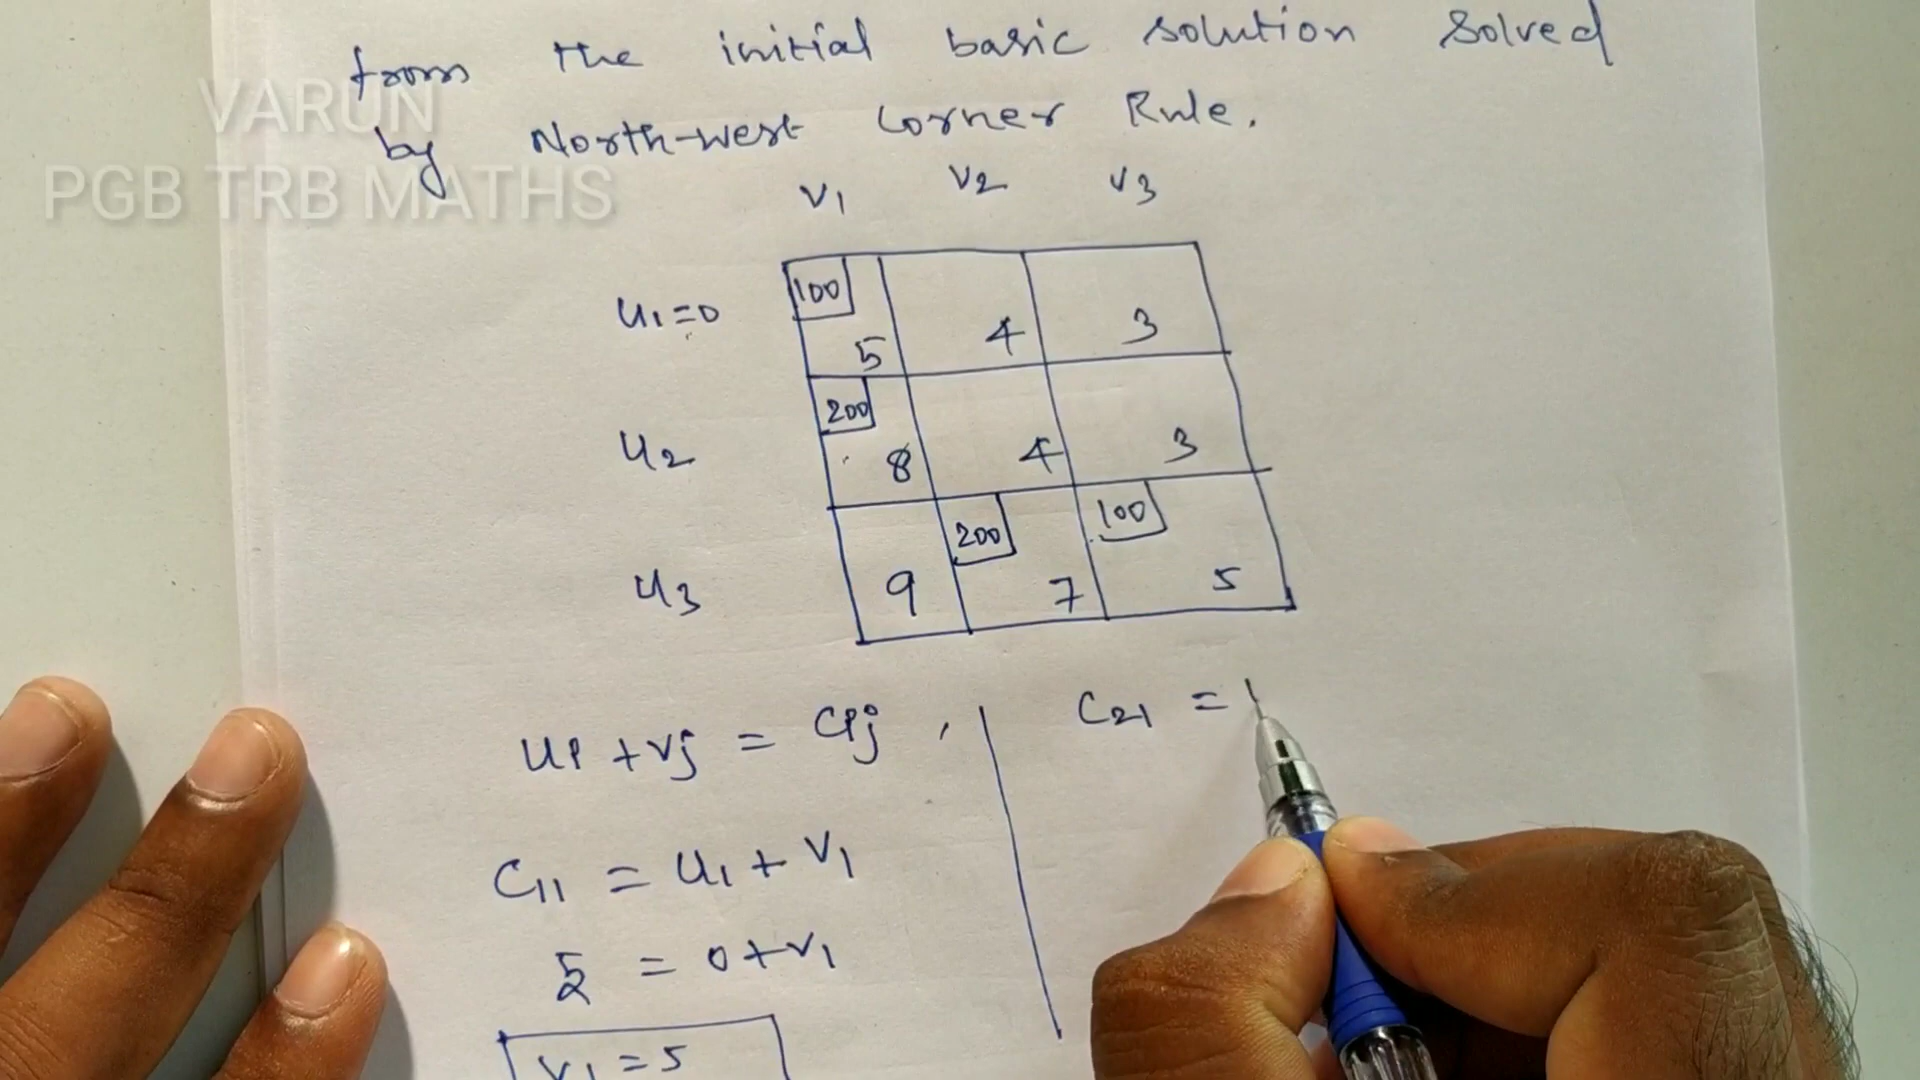 from the initial basic solution solved
by North-west Corner Rule.
VARUN
PGB TRB MATHS
V1 V2 V3
U1=0 100 5 4 3
U2 200 8 4 3
U3 9 200 7 100 5
Ui + Vj = Cij ,
C11 = U1 + V1
5 = 0+V1
V1 = 5
C21 =